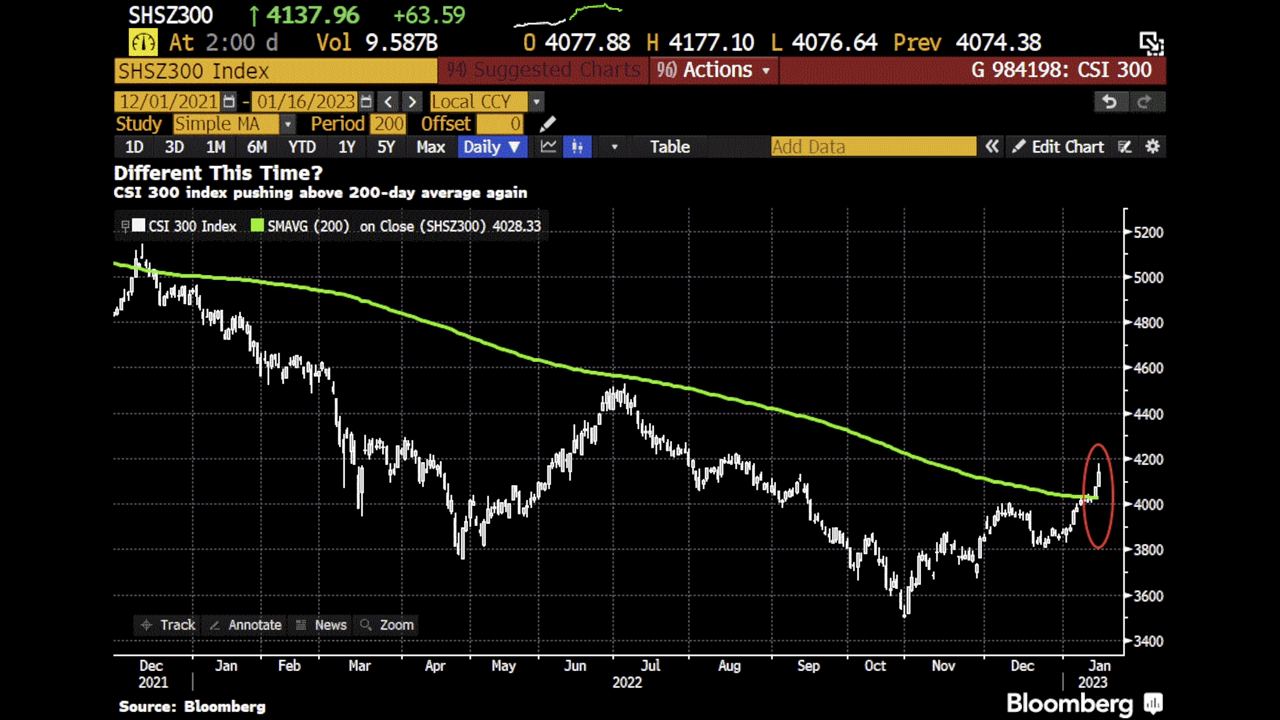 SHSZ300 ↑ 4137.96 +63.59
At 2:00 d Vol 9.587B O 4077.88 H 4177.10 L 4076.64 Prev 4074.38
SHSZ300 Index 94) Suggested Charts 96) Actions ▾ G 984198: CSI 300
12/01/2021 - 01/16/2023 < > Local CCY ▾
Study Simple MA ▾ Period 200 Offset 0
1D 3D 1M 6M YTD 1Y 5Y Max Daily ▼ ▾ Table Add Data « Edit Chart
Different This Time?
CSI 300 index pushing above 200-day average again
CSI 300 Index SMAVG (200) on Close (SHSZ300) 4028.33
5200
5000
4800
4600
4400
4200
4000
3800
3600
3400
Track Annotate News Zoom
Dec Jan Feb Mar Apr May Jun Jul Aug Sep Oct Nov Dec Jan
2021 2022 2023
Source: Bloomberg
Bloomberg